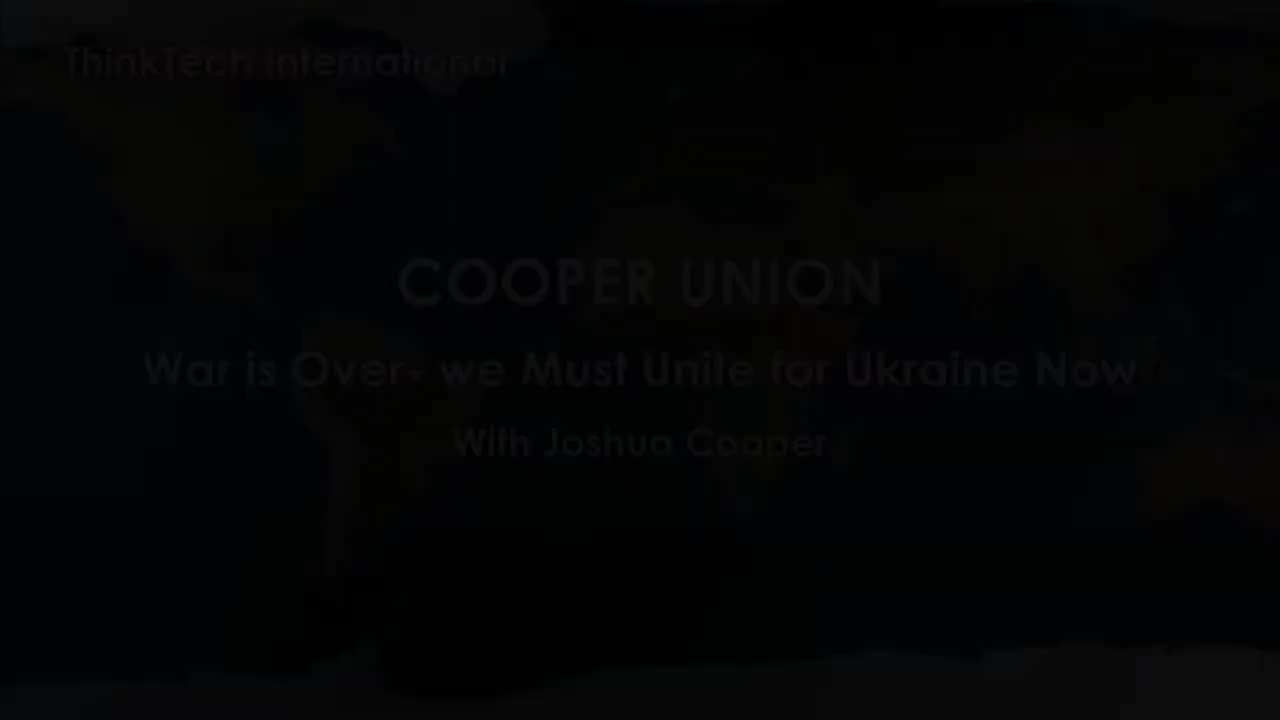 ThinkTech International
COOPER UNION
War is Over- we Must Unite for Ukraine Now
With Joshua Cooper